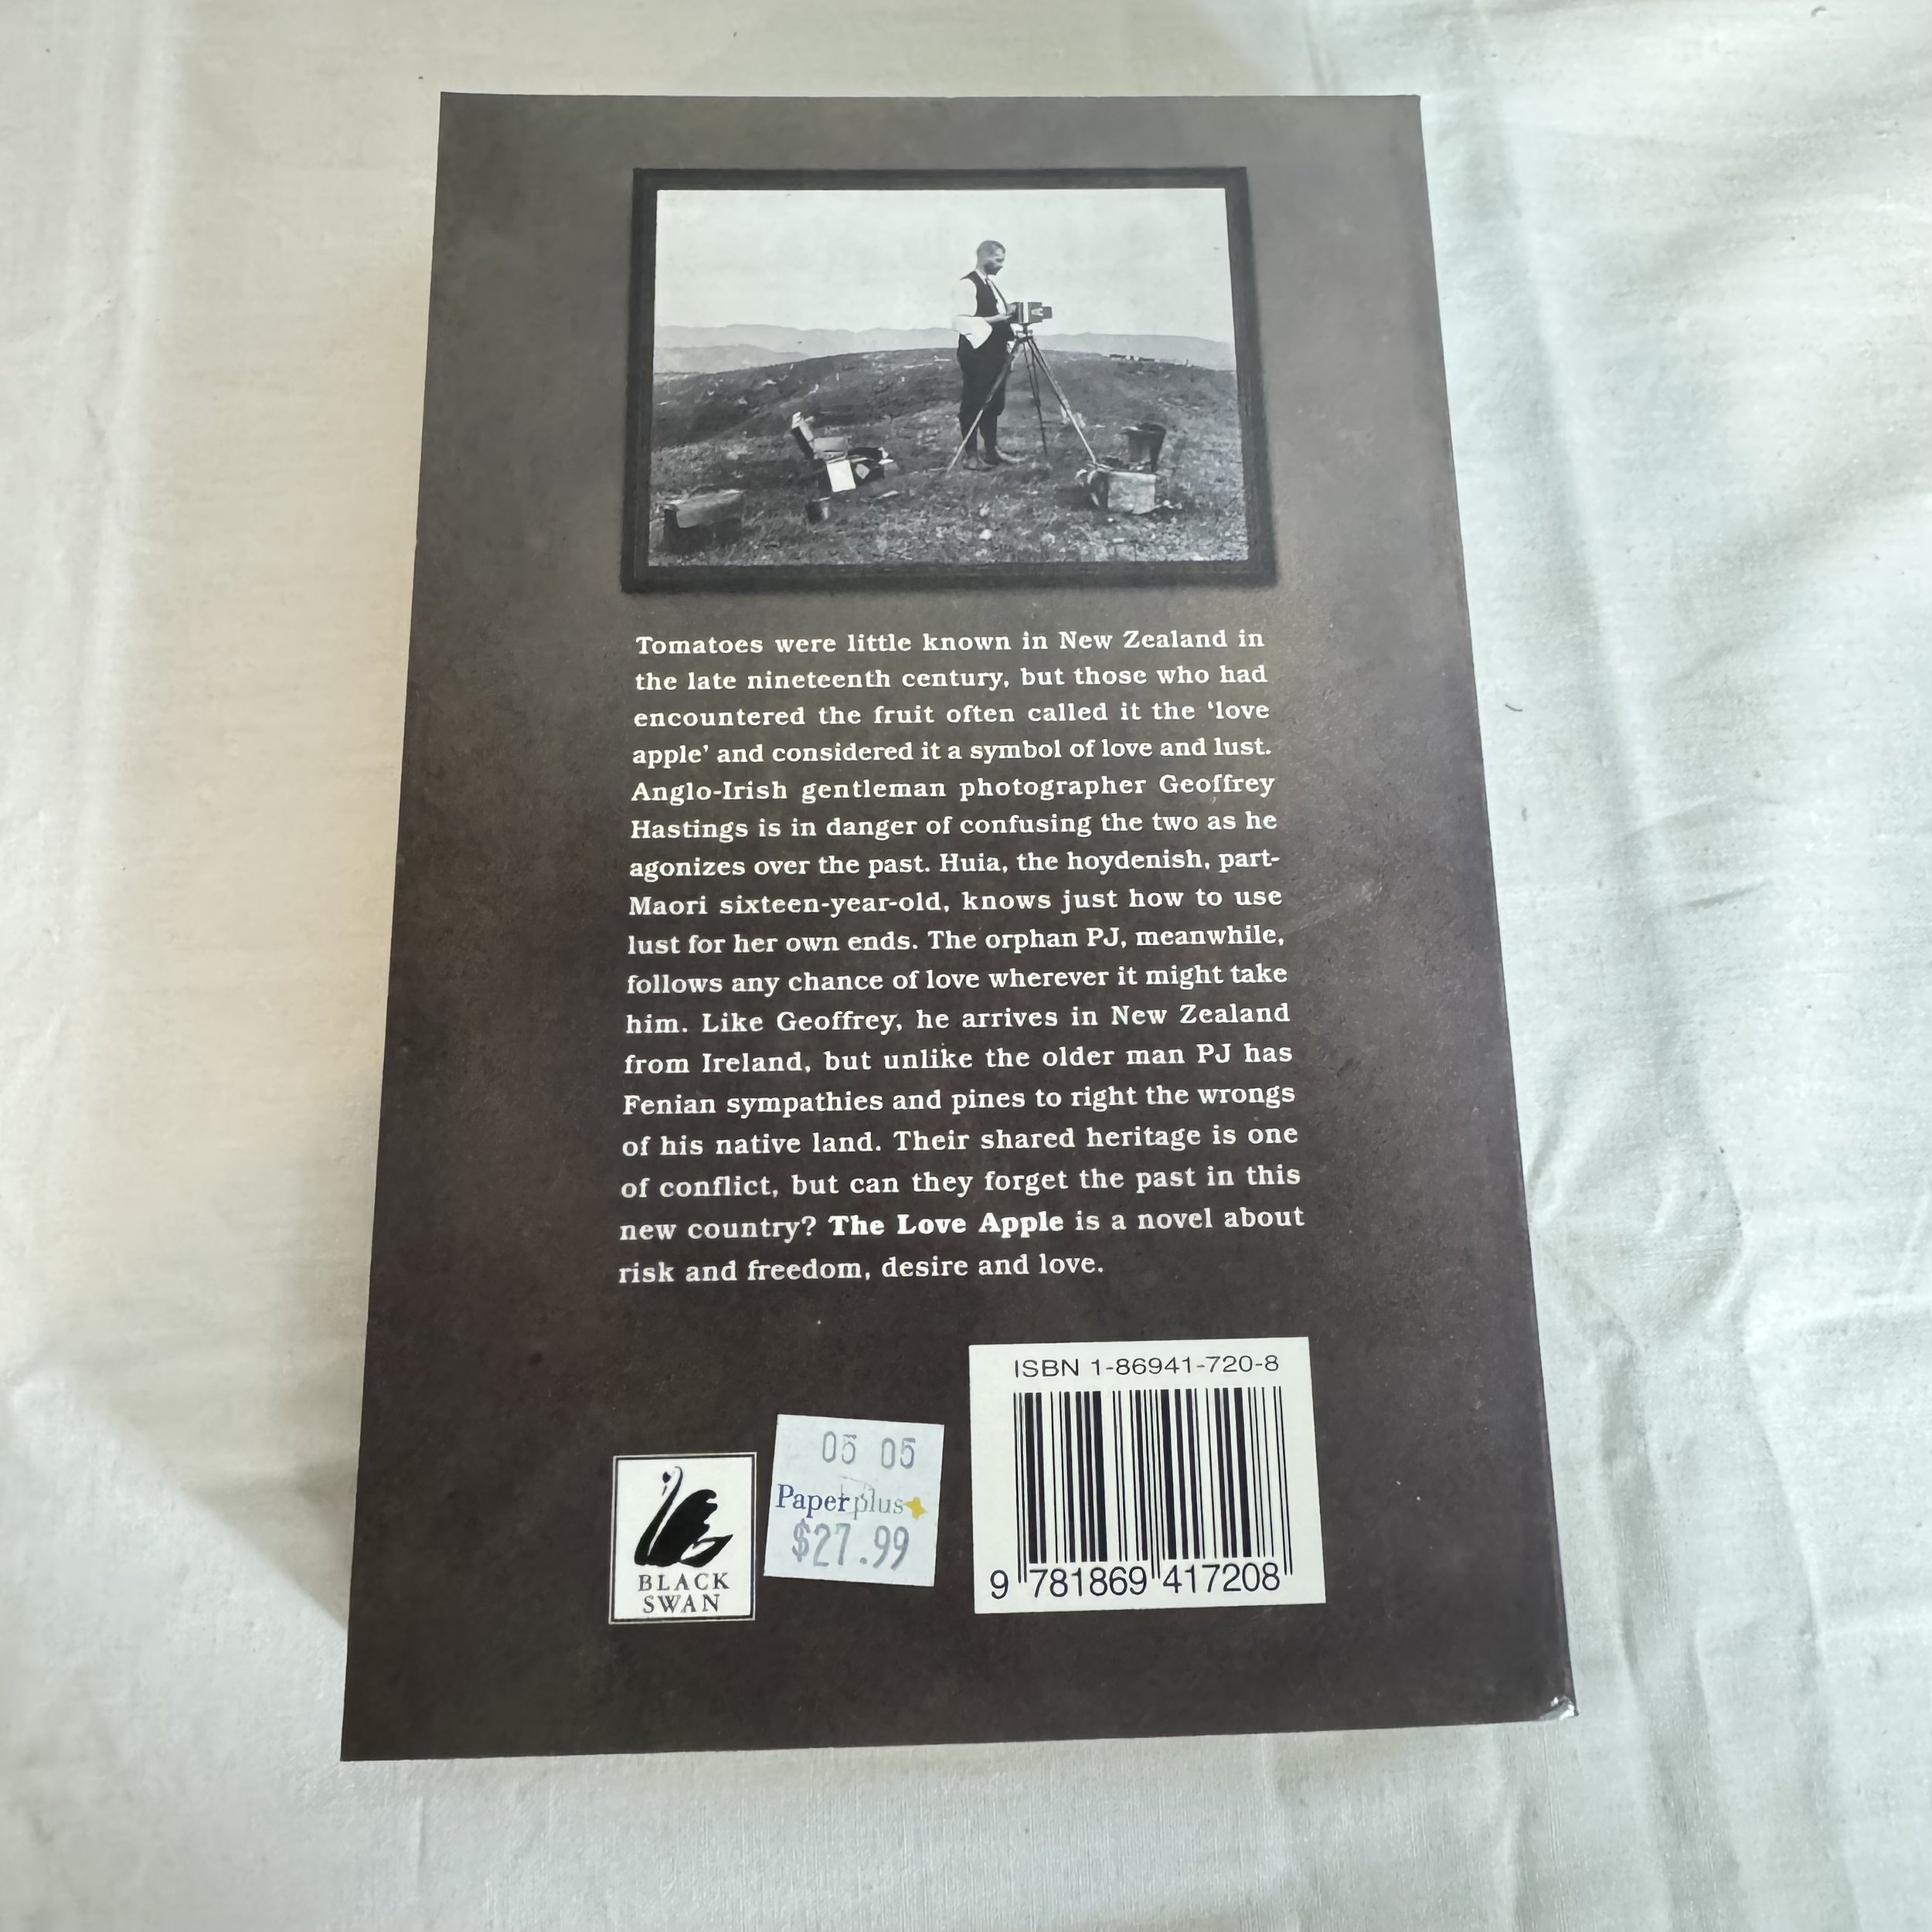 Tomatoes were little known in New Zealand in
the late nineteenth century, but those who had
encountered the fruit often called it the ‘love
apple’ and considered it a symbol of love and lust.
Anglo-Irish gentleman photographer Geoffrey
Hastings is in danger of confusing the two as he
agonizes over the past. Huia, the hoydenish, part-
Maori sixteen-year-old, knows just how to use
lust for her own ends. The orphan PJ, meanwhile,
follows any chance of love wherever it might take
him. Like Geoffrey, he arrives in New Zealand
from Ireland, but unlike the older man PJ has
Fenian sympathies and pines to right the wrongs
of his native land. Their shared heritage is one
of conflict, but can they forget the past in this
new country? The Love Apple is a novel about
risk and freedom, desire and love.
BLACK
SWAN
05 05
Paperplus
$27.99
ISBN 1-86941-720-8
9 781869 417208